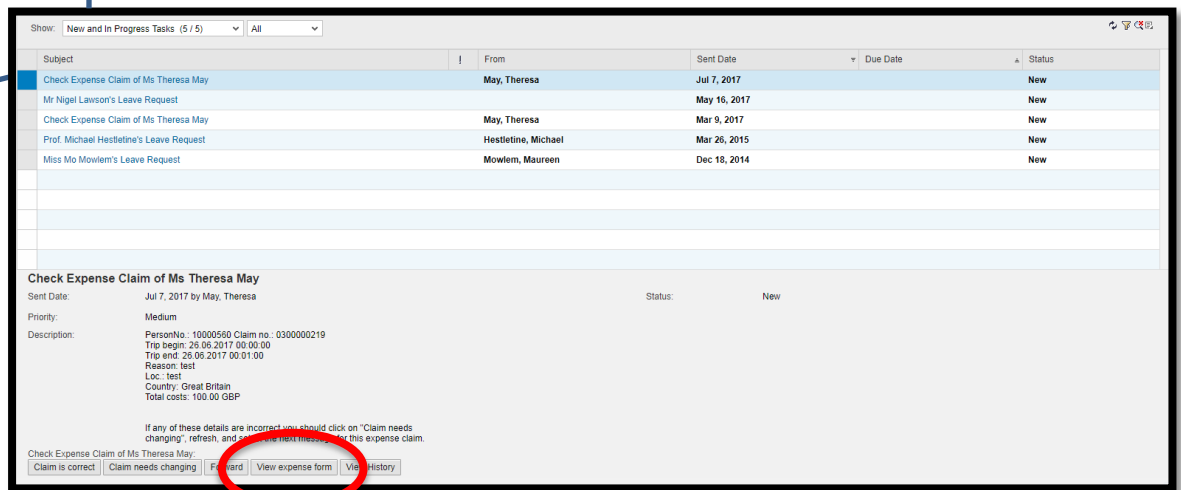 Show: New and In Progress Tasks (5 / 5) All
Subject ! From Sent Date Due Date Status
Check Expense Claim of Ms Theresa May May, Theresa Jul 7, 2017 New
Mr Nigel Lawson's Leave Request May 16, 2017 New
Check Expense Claim of Ms Theresa May May, Theresa Mar 9, 2017 New
Prof. Michael Hestletine's Leave Request Hestletine, Michael Mar 26, 2015 New
Miss Mo Mowlem's Leave Request Mowlem, Maureen Dec 18, 2014 New
Check Expense Claim of Ms Theresa May
Sent Date: Jul 7, 2017 by May, Theresa Status: New
Priority: Medium
Description: PersonNo.: 10000560 Claim no.: 0300000219
Trip begin: 26.06.2017 00:00:00
Trip end: 26.06.2017 00:01:00
Reason: test
Loc.: test
Country: Great Britain
Total costs: 100.00 GBP
If any of these details are incorrect you should click on "Claim needs
changing", refresh, and the next message for this expense claim.
Check Expense Claim of Ms Theresa May:
Claim is correct Claim needs changing View expense form History